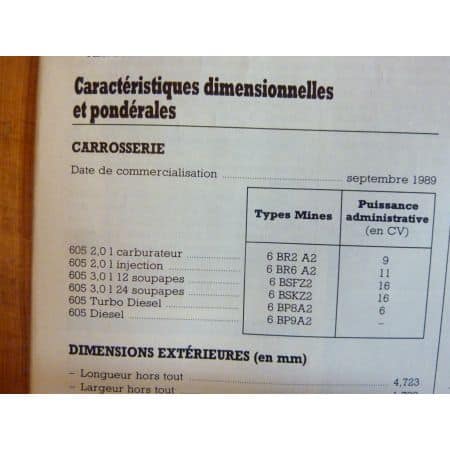 Caractéristiques dimensionnelles
et pondérales
CARROSSERIE
Date de commercialisation ........ septembre 1989
Types Mines Puissance administrative (en CV)
605 2,0 l carburateur ........ 6 BR2 A2 9
605 2,0 l injection ........ 6 BR6 A2 11
605 3,0 l 12 soupapes ........ 6 BSFZ2 16
605 3,0 l 24 soupapes ........ 6 BSKZ2 16
605 Turbo Diesel ........ 6 BP8A2 6
605 Diesel ........ 6 BP9A2 –
DIMENSIONS EXTÉRIEURES (en mm)
– Longueur hors tout ........ 4,723
– Largeur hors tout ........